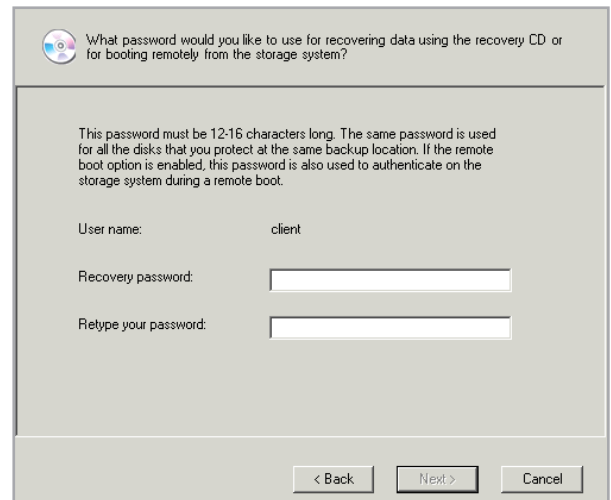 What password would you like to use for recovering data using the recovery CD or
for booting remotely from the storage system?
This password must be 12-16 characters long. The same password is used
for all the disks that you protect at the same backup location. If the remote
boot option is enabled, this password is also used to authenticate on the
storage system during a remote boot.
User name: client
Recovery password:
Retype your password:
< Back Next > Cancel